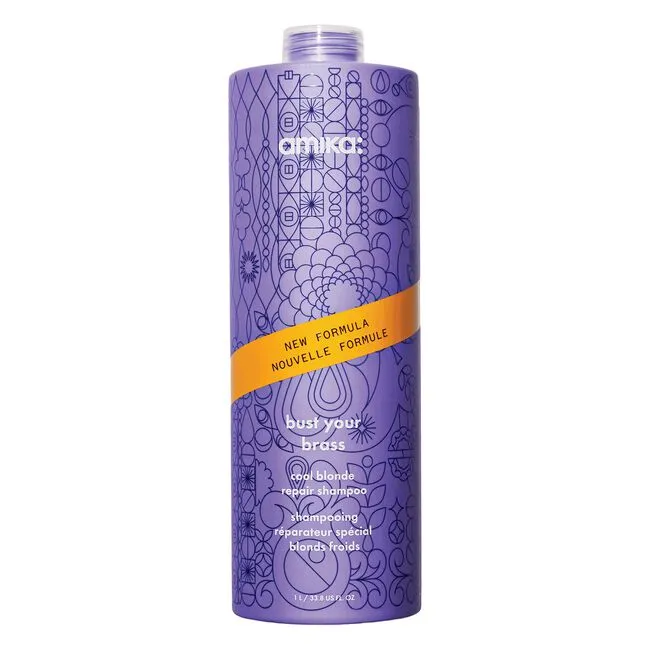 amika:
NEW FORMULA
NOUVELLE FORMULE
bust your
brass
cool blonde
repair shampoo
shampooing
réparateur spécial
blonds froids
1 L / 33.8 US FL. OZ